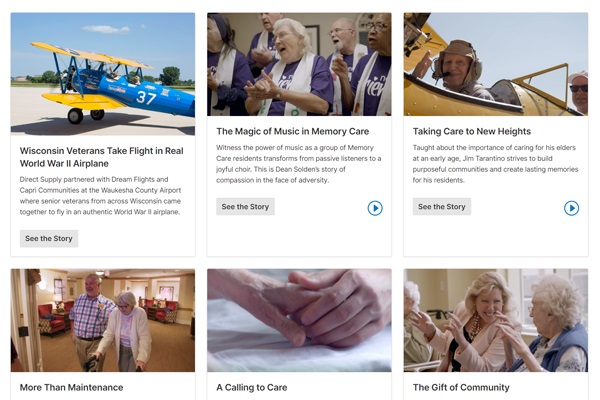 37
Wisconsin Veterans Take Flight in Real
World War II Airplane
Direct Supply partnered with Dream Flights and
Capri Communities at the Waukesha County Airport
where senior veterans from across Wisconsin came
together to fly in an authentic World War II airplane.
See the Story
The Magic of Music in Memory Care
Witness the power of music as a group of Memory
Care residents transforms from passive listeners to a
joyful choir. This is Dean Solden's story of
compassion in the face of adversity.
See the Story
Taking Care to New Heights
Taught about the importance of caring for his elders
at an early age, Jim Tarantino strives to build
purposeful communities and create lasting memories
for his residents.
See the Story
More Than Maintenance
A Calling to Care
The Gift of Community